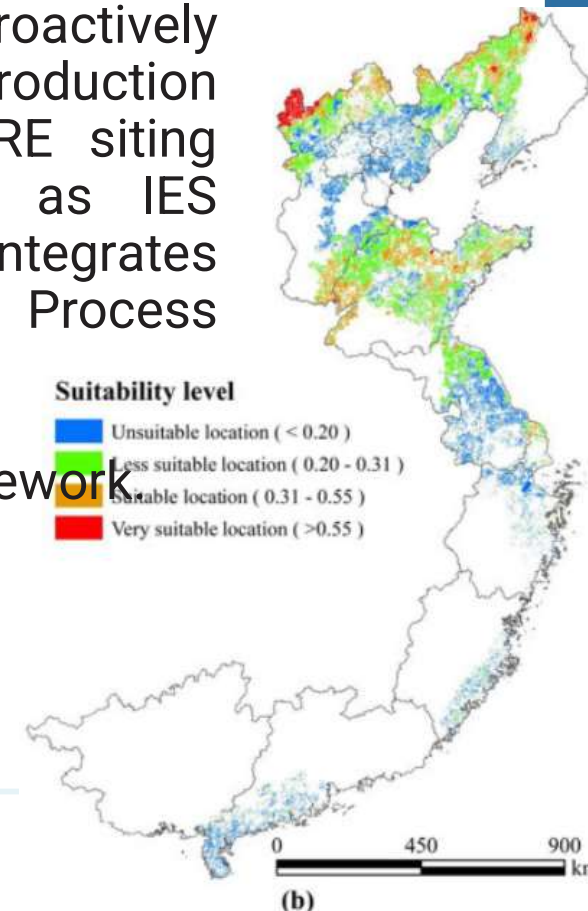 roactively
roduction
RE siting
as IES
ntegrates
Process
ework.
Suitability level
Unsuitable location ( < 0.20 )
Less suitable location ( 0.20 - 0.31 )
Suitable location ( 0.31 - 0.55 )
Very suitable location ( >0.55 )
0 450 900
km
(b)